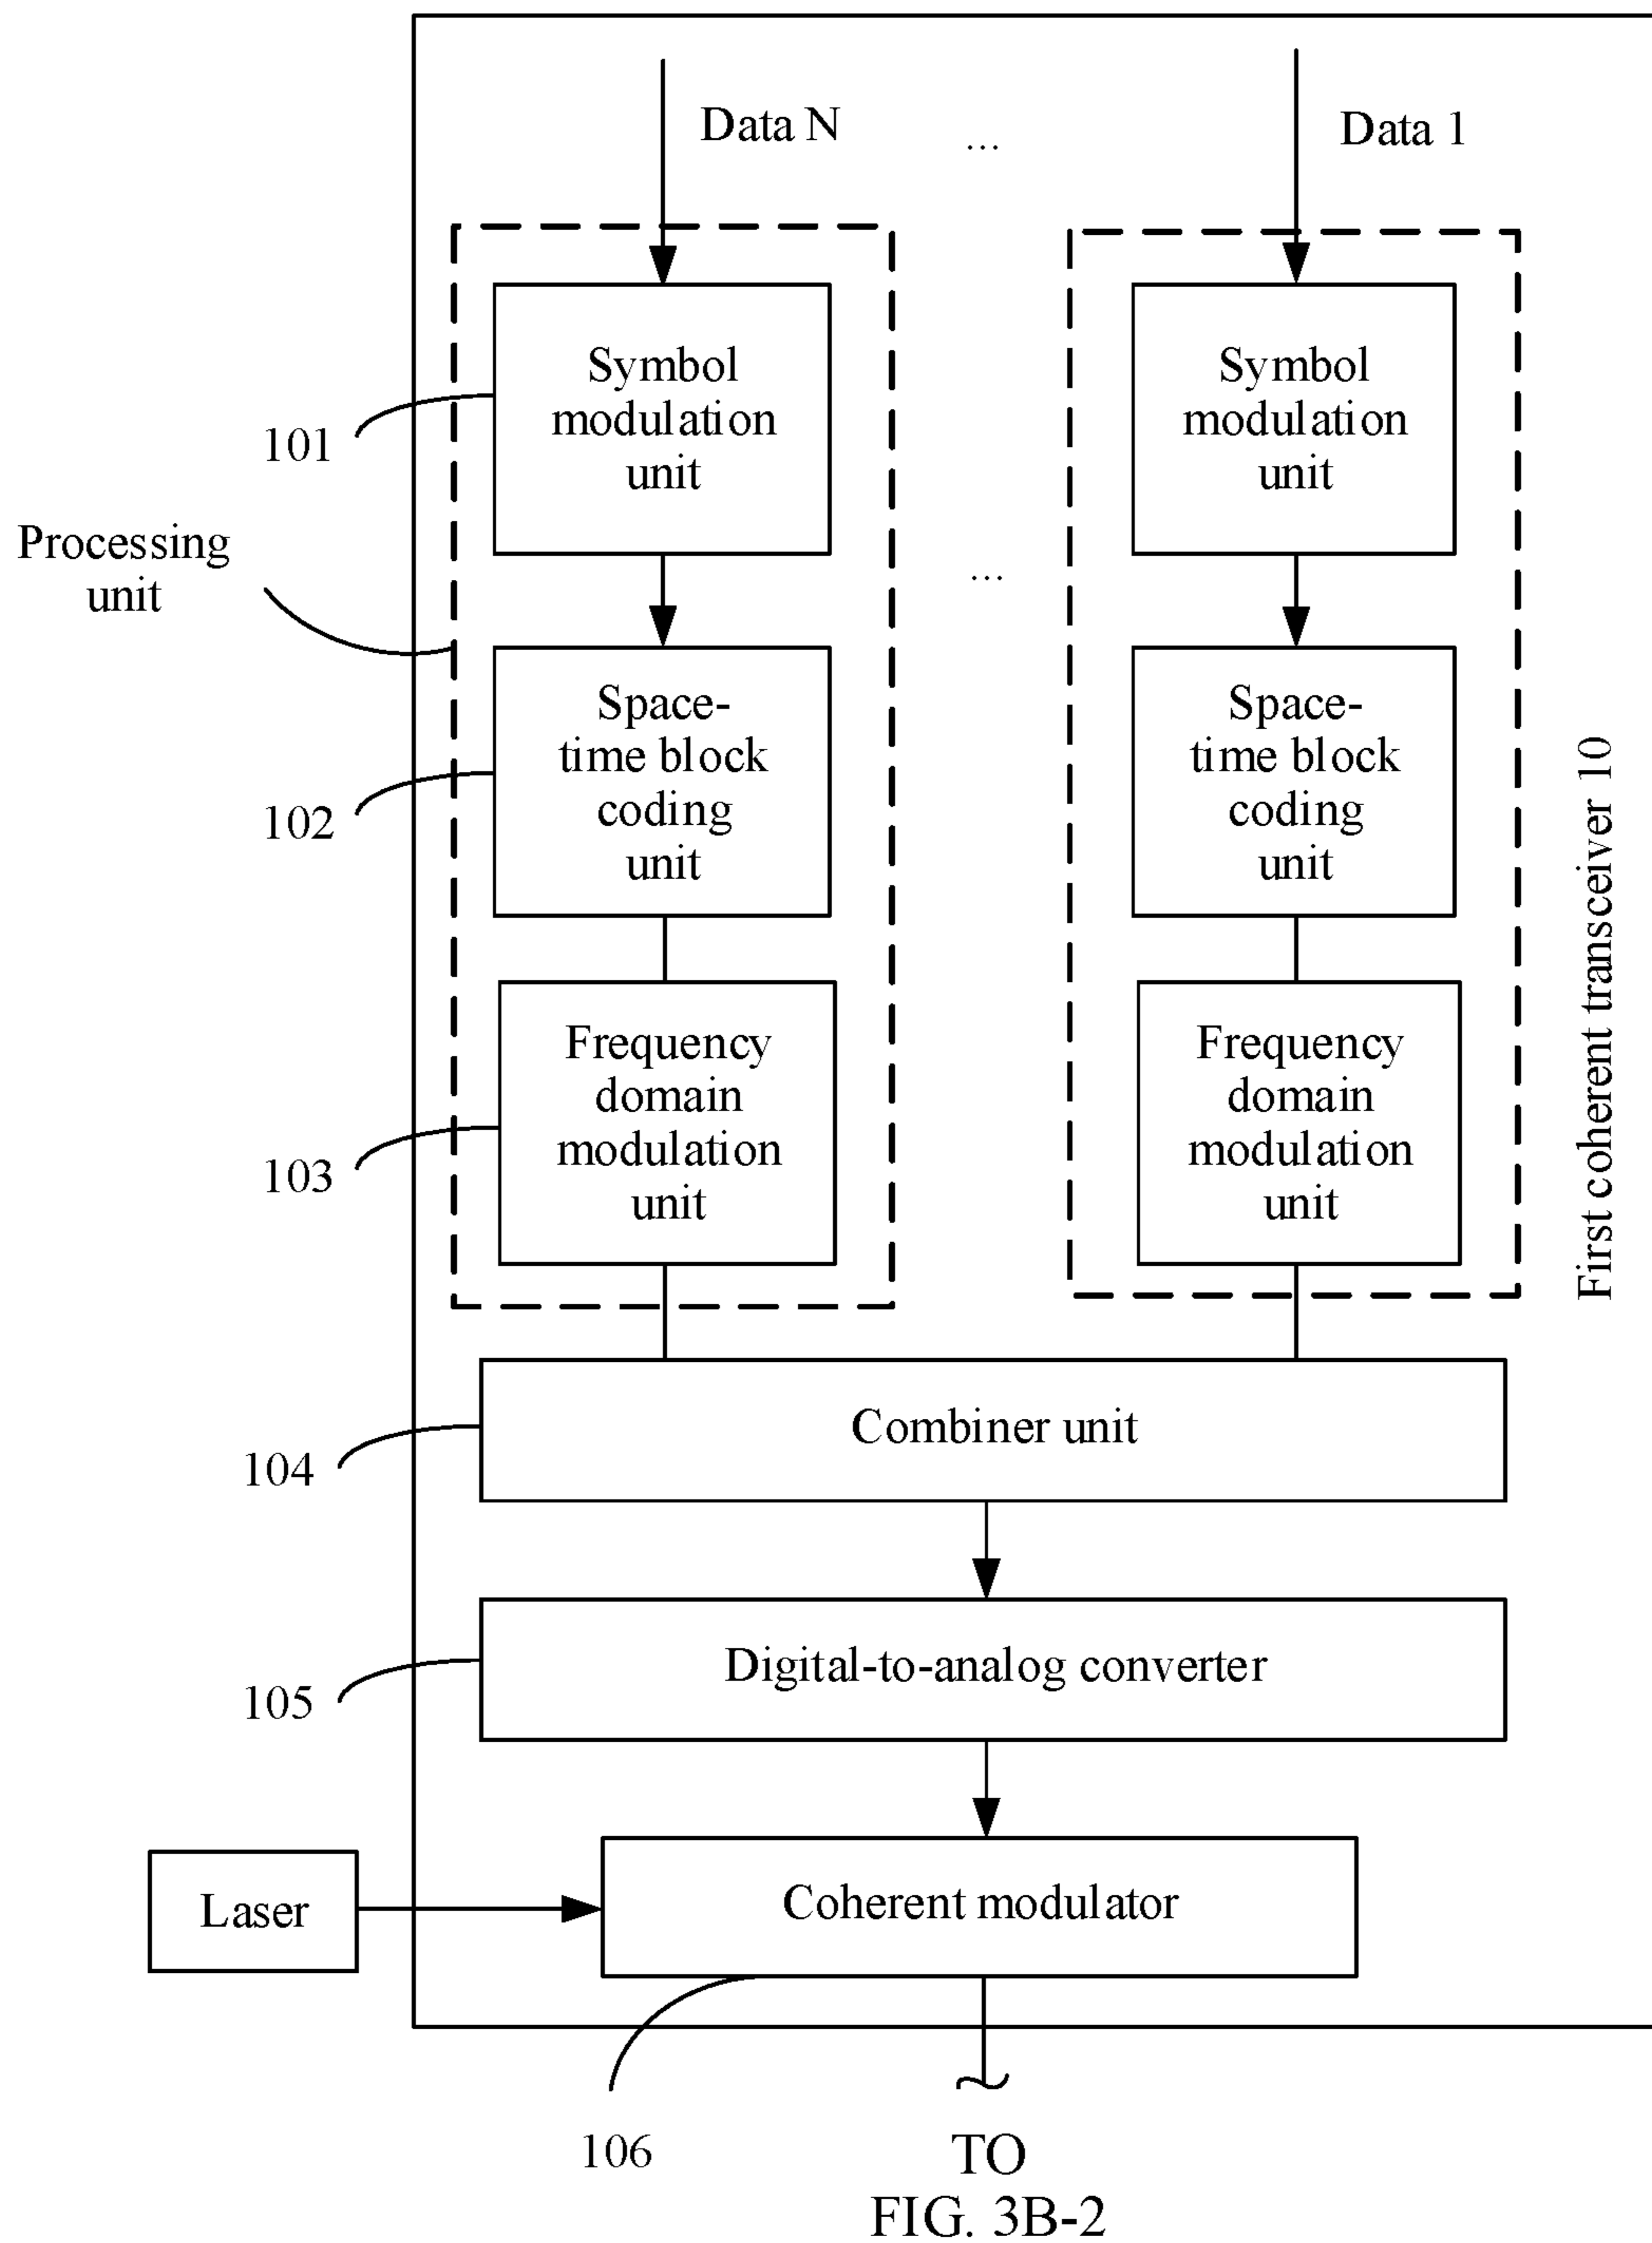 Data N
...
Data 1
Symbol
modulation
unit
Symbol
modulation
unit
101
Processing
unit
...
Space-
time block
coding
unit
Space-
time block
coding
unit
102
First coherent transceiver 10
Frequency
domain
modulation
unit
Frequency
domain
modulation
unit
103
Combiner unit
104
Digital-to-analog converter
105
Laser
Coherent modulator
106
TO
FIG. 3B-2